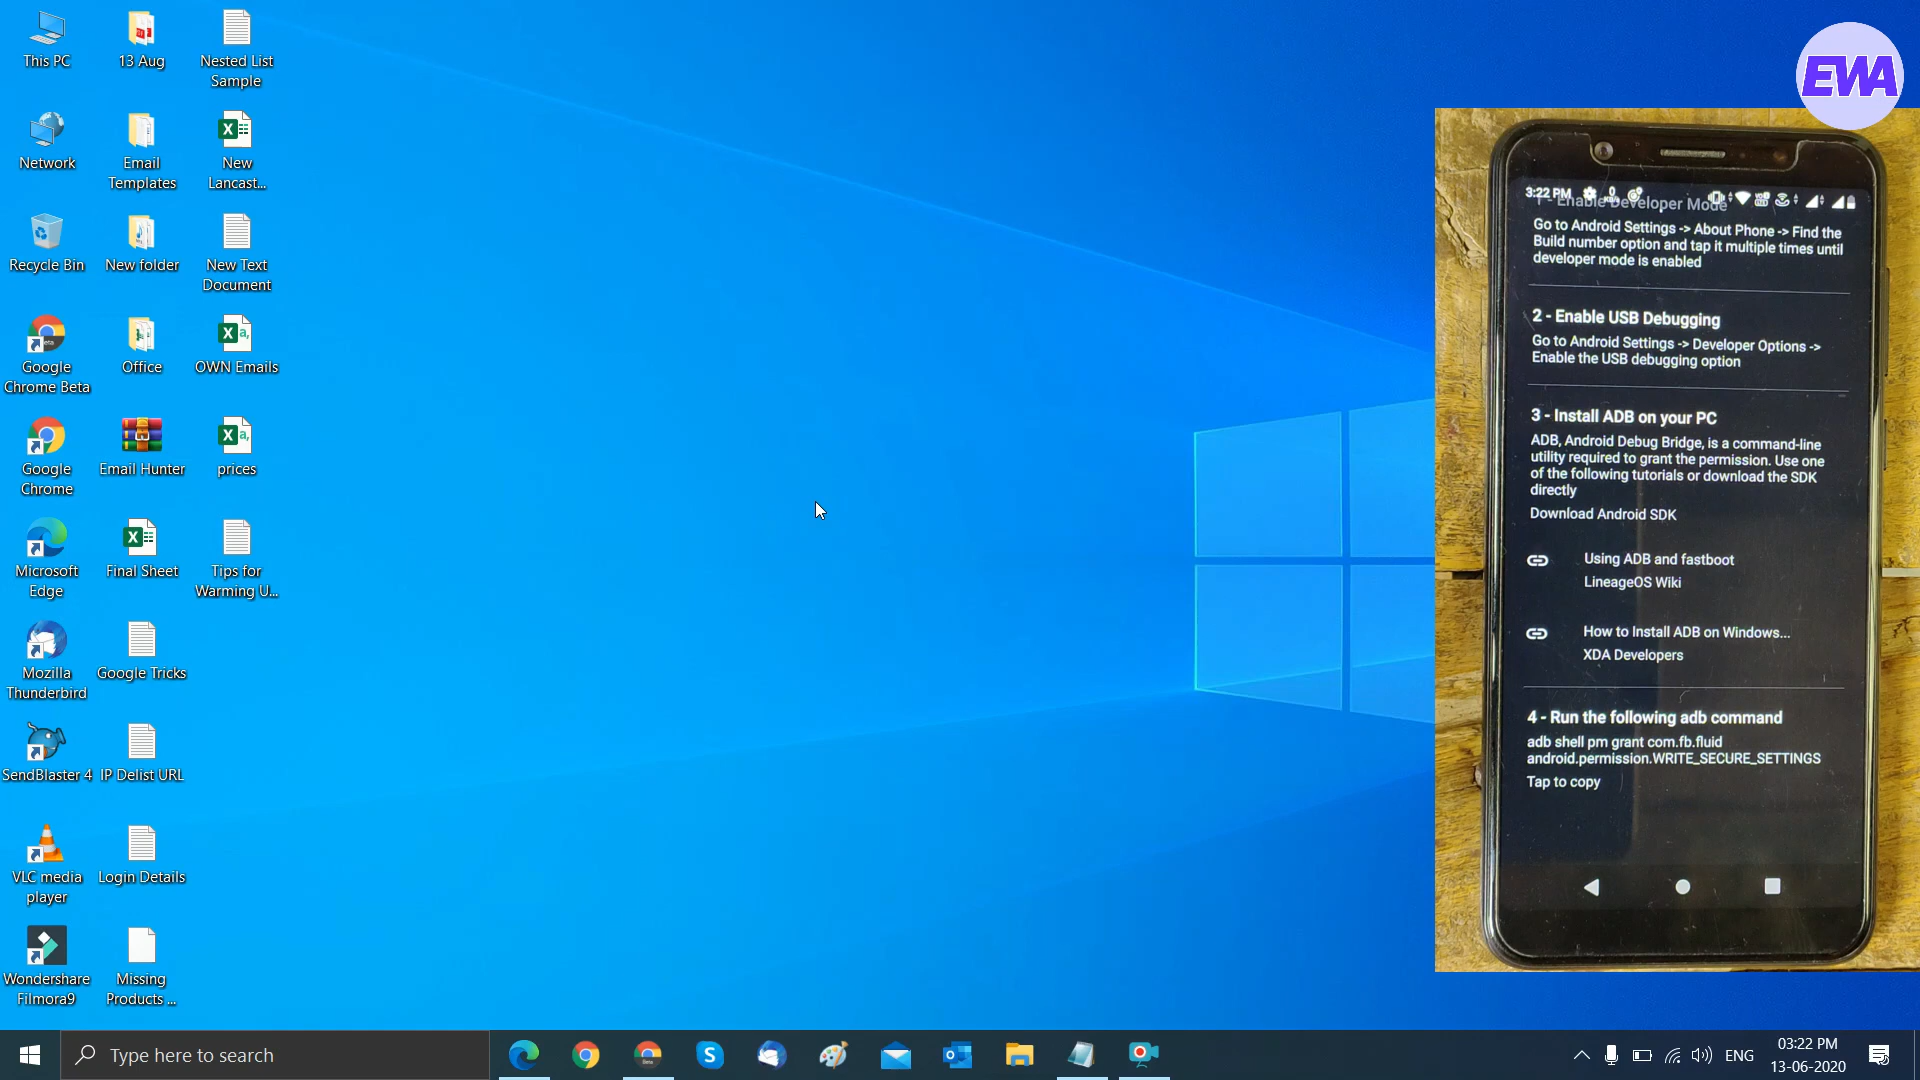 This PC
13 Aug
Nested List
Sample
Network
Email
Templates
New
Lancast...
Recycle Bin
New folder
New Text
Document
Google
Chrome Beta
Office
OWN Emails
Google
Chrome
Email Hunter
prices
Microsoft
Edge
Final Sheet
Tips for
Warming U...
Mozilla
Thunderbird
Google Tricks
SendBlaster 4
IP Delist URL
VLC media
player
Login Details
Wondershare
Filmora9
Missing
Products ...
EWA
3:22 PM
1 - Enable Developer Mode
Go to Android Settings -> About Phone -> Find the
Build number option and tap it multiple times until
developer mode is enabled
2 - Enable USB Debugging
Go to Android Settings -> Developer Options ->
Enable the USB debugging option
3 - Install ADB on your PC
ADB, Android Debug Bridge, is a command-line
utility required to grant the permission. Use one
of the following tutorials or download the SDK
directly
Download Android SDK
Using ADB and fastboot
LineageOS Wiki
How to Install ADB on Windows...
XDA Developers
4 - Run the following adb command
adb shell pm grant com.fb.fluid
android.permission.WRITE_SECURE_SETTINGS
Tap to copy
Type here to search
ENG
03:22 PM
13-06-2020